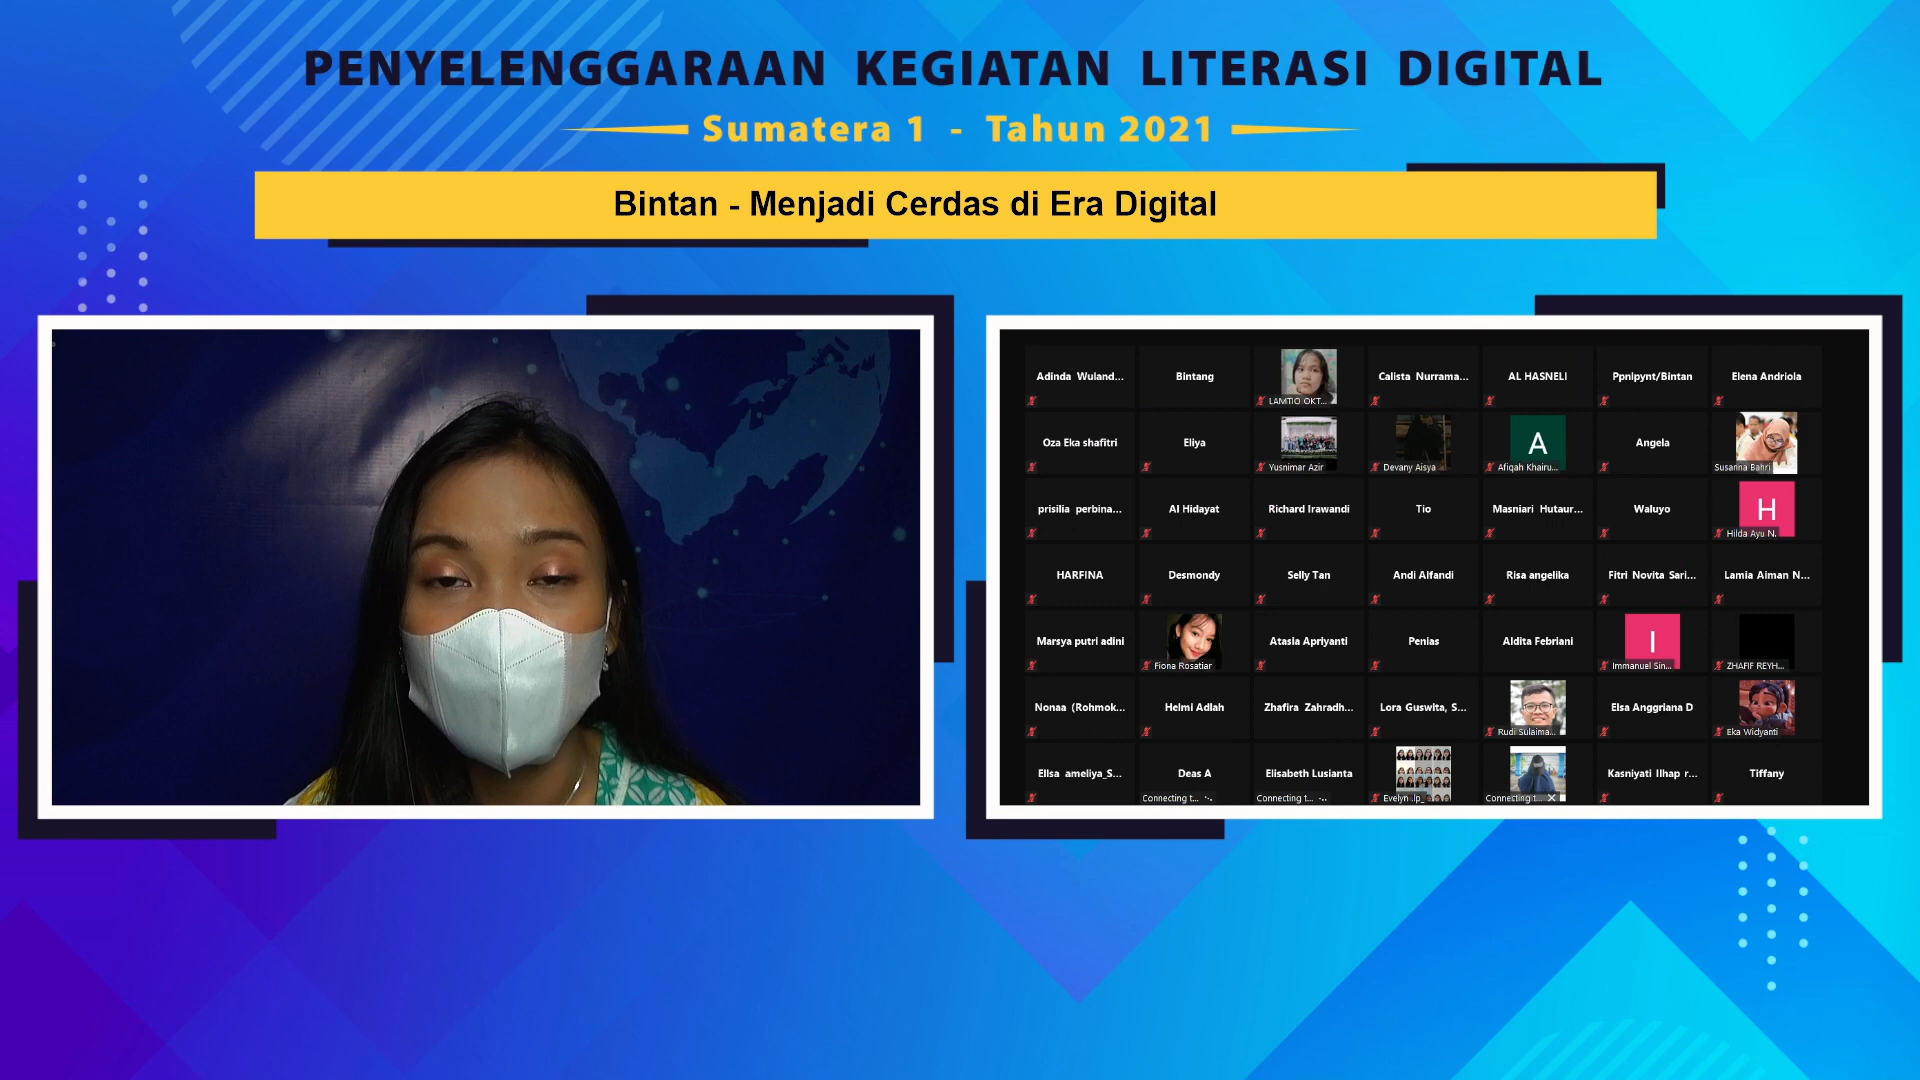 PENYELENGGARAAN KEGIATAN LITERASI DIGITAL
Sumatera 1 - Tahun 2021
Bintan - Menjadi Cerdas di Era Digital
Adinda Wuland...
Bintang
LAMTIO OKT...
Calista Nurrama...
AL HASNELI
Ppnlpynt/Bintan
Elena Andriola
Oza Eka shafitri
Eliya
Yusnimar Azir
Devany Aisya
A
Afiqah Khairu...
Angela
Susanna Bahri
prisilia perbina...
Al Hidayat
Richard Irawandi
Tio
Masniari Hutaur...
Waluyo
H
Hilda Ayu N.
HARFINA
Desmondy
Selly Tan
Andi Alfandi
Risa angelika
Fitri Novita Sari...
Lamia Aiman N...
Marsya putri adini
Fiona Rosatiar
Atasia Apriyanti
Penias
Aldita Febriani
I
Immanuel Sin...
ZHAFIF REYH...
Nonaa (Rohmok...
Helmi Adlah
Zhafira Zahradh...
Lora Guswita, S...
Rudi Sulaima...
Elsa Anggriana D
Eka Widyanti
Ellsa ameliya_S...
Deas A
Connecting t...
Elisabeth Lusianta
Connecting t...
Evelyn .lp_
Connecting t...
Kasniyati Ilhap r...
Tiffany